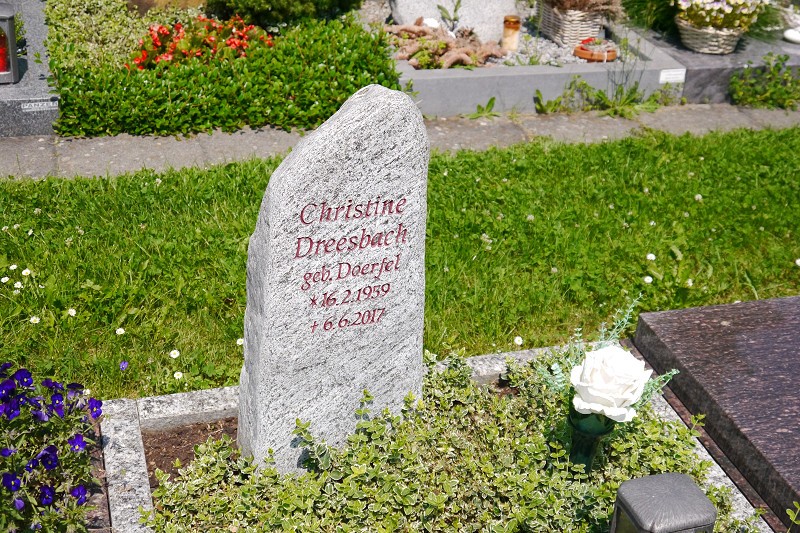 Christine
Dreesbach
geb. Doerfel
*16.2.1959
+6.6.2017